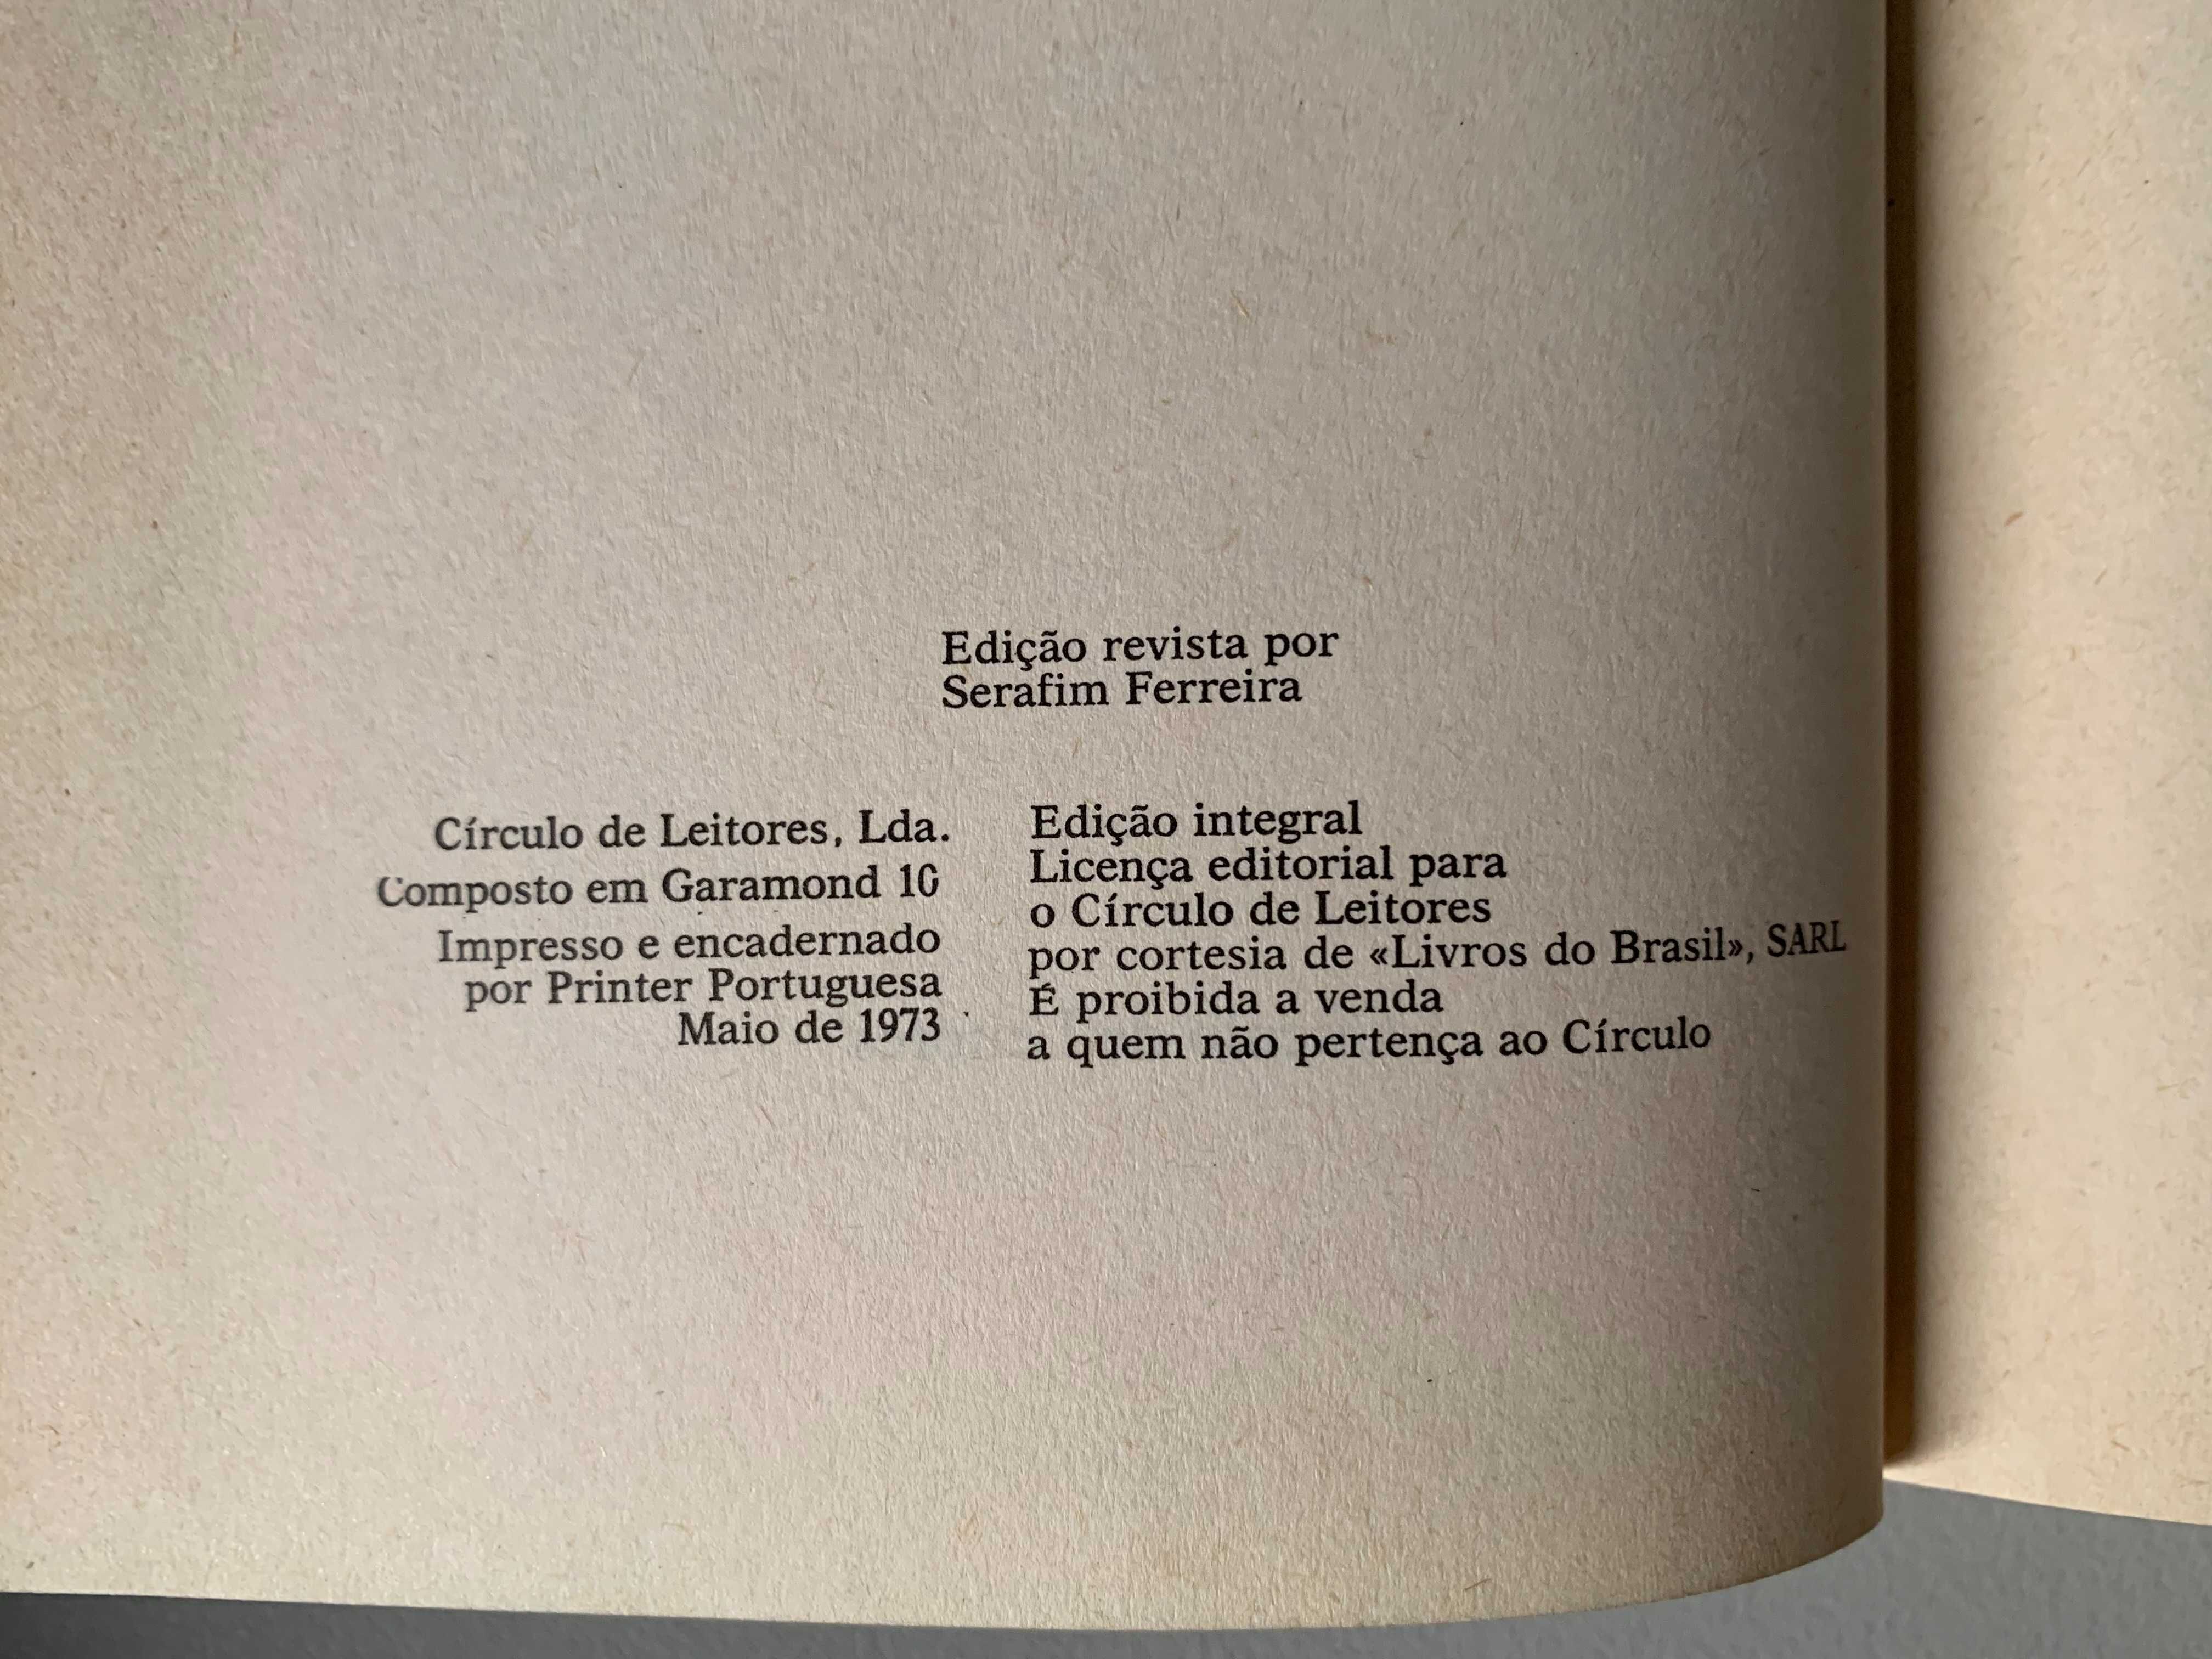 Edição revista por
Serafim Ferreira
Círculo de Leitores, Lda.
Composto em Garamond 10
Impresso e encadernado
por Printer Portuguesa
Maio de 1973
Edição integral
Licença editorial para
o Círculo de Leitores
por cortesia de «Livros do Brasil», SARL
É proibida a venda
a quem não pertença ao Círculo